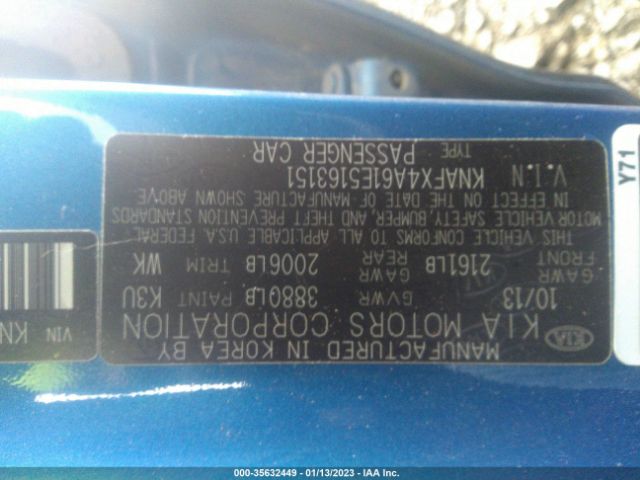 MANUFACTURED IN KOREA BY
KIA MOTORS CORPORATION
KIA
10/13 GVWR: 3880LB PAINT K3U
GAWR FRONT 2161LB GAWR REAR 2006LB TRIM WK
THIS VEHICLE CONFORMS TO ALL APPLICABLE U.S.A. FEDERAL
MOTOR VEHICLE SAFETY, BUMPER, AND THEFT PREVENTION STANDARDS
IN EFFECT ON THE DATE OF MANUFACTURE SHOWN ABOVE
V.I.N KNAFX4A61E5163151
TYPE PASSENGER CAR
VIN KN
Y71
000-35632449 - 01/13/2023 - IAA Inc.